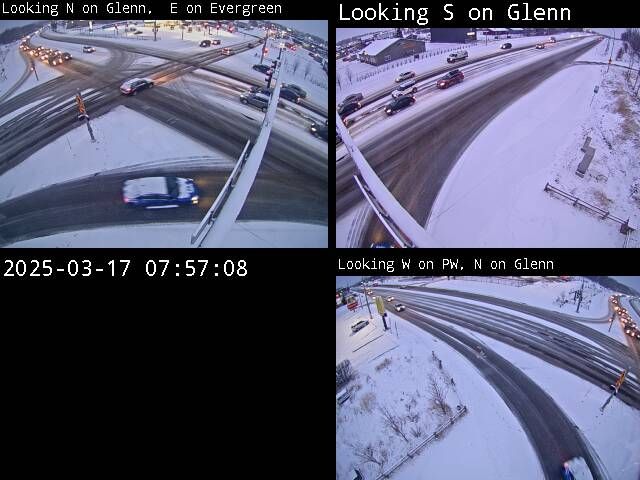 Looking N on Glenn,  E on Evergreen
Looking S on Glenn
2025-03-17 07:57:08
Looking W on PW, N on Glenn